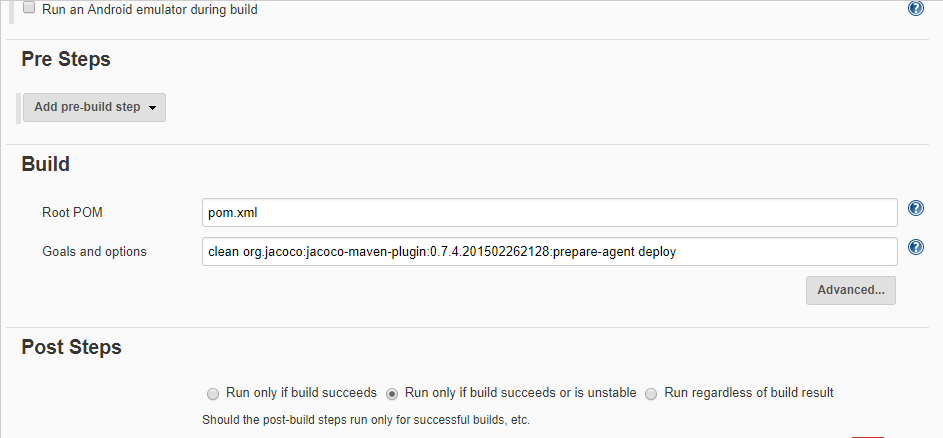 Run an Android emulator during build
?
Pre Steps
Add pre-build step
Build
Root POM
pom.xml
?
Goals and options
clean org.jacoco:jacoco-maven-plugin:0.7.4.201502262128:prepare-agent deploy
?
Advanced...
Post Steps
Run only if build succeeds Run only if build succeeds or is unstable Run regardless of build result
Should the post-build steps run only for successful builds, etc.